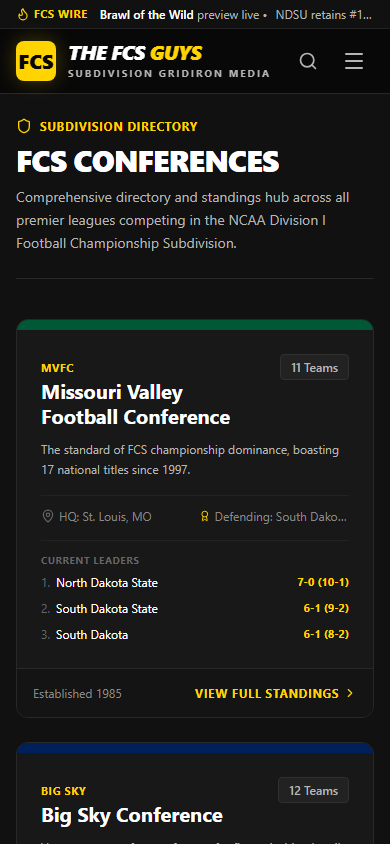 FCS WIRE Brawl of the Wild preview live • NDSU retains #1...
FCS THE FCS GUYS
SUBDIVISION GRIDIRON MEDIA
SUBDIVISION DIRECTORY
FCS CONFERENCES
Comprehensive directory and standings hub across all
premier leagues competing in the NCAA Division I
Football Championship Subdivision.
MVFC 11 Teams
Missouri Valley
Football Conference
The standard of FCS championship dominance, boasting
17 national titles since 1997.
HQ: St. Louis, MO Defending: South Dako...
CURRENT LEADERS
1. North Dakota State 7-0 (10-1)
2. South Dakota State 6-1 (9-2)
3. South Dakota 6-1 (8-2)
Established 1985 VIEW FULL STANDINGS
BIG SKY 12 Teams
Big Sky Conference